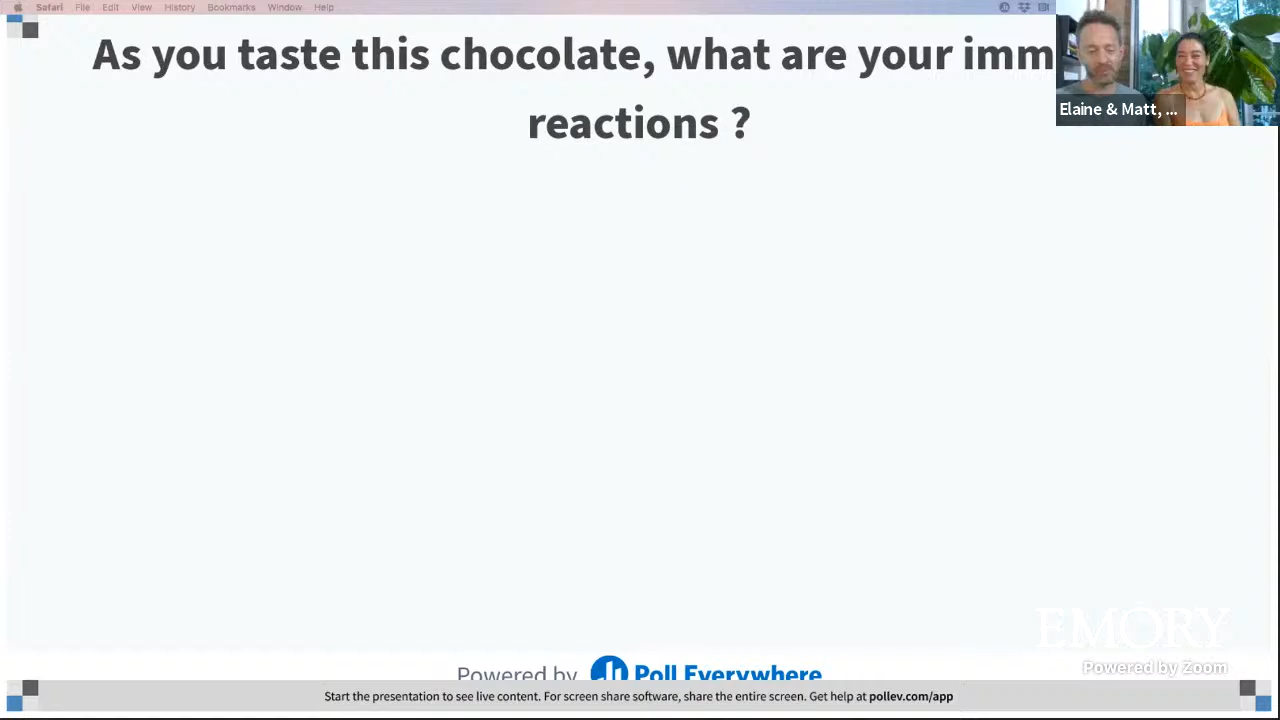 Safari File Edit View History Bookmarks Window Help
As you taste this chocolate, what are your imm
reactions ?
Elaine & Matt, ...
EMORY
Powered by Zoom
Powered by Poll Everywhere
Start the presentation to see live content. For screen share software, share the entire screen. Get help at pollev.com/app